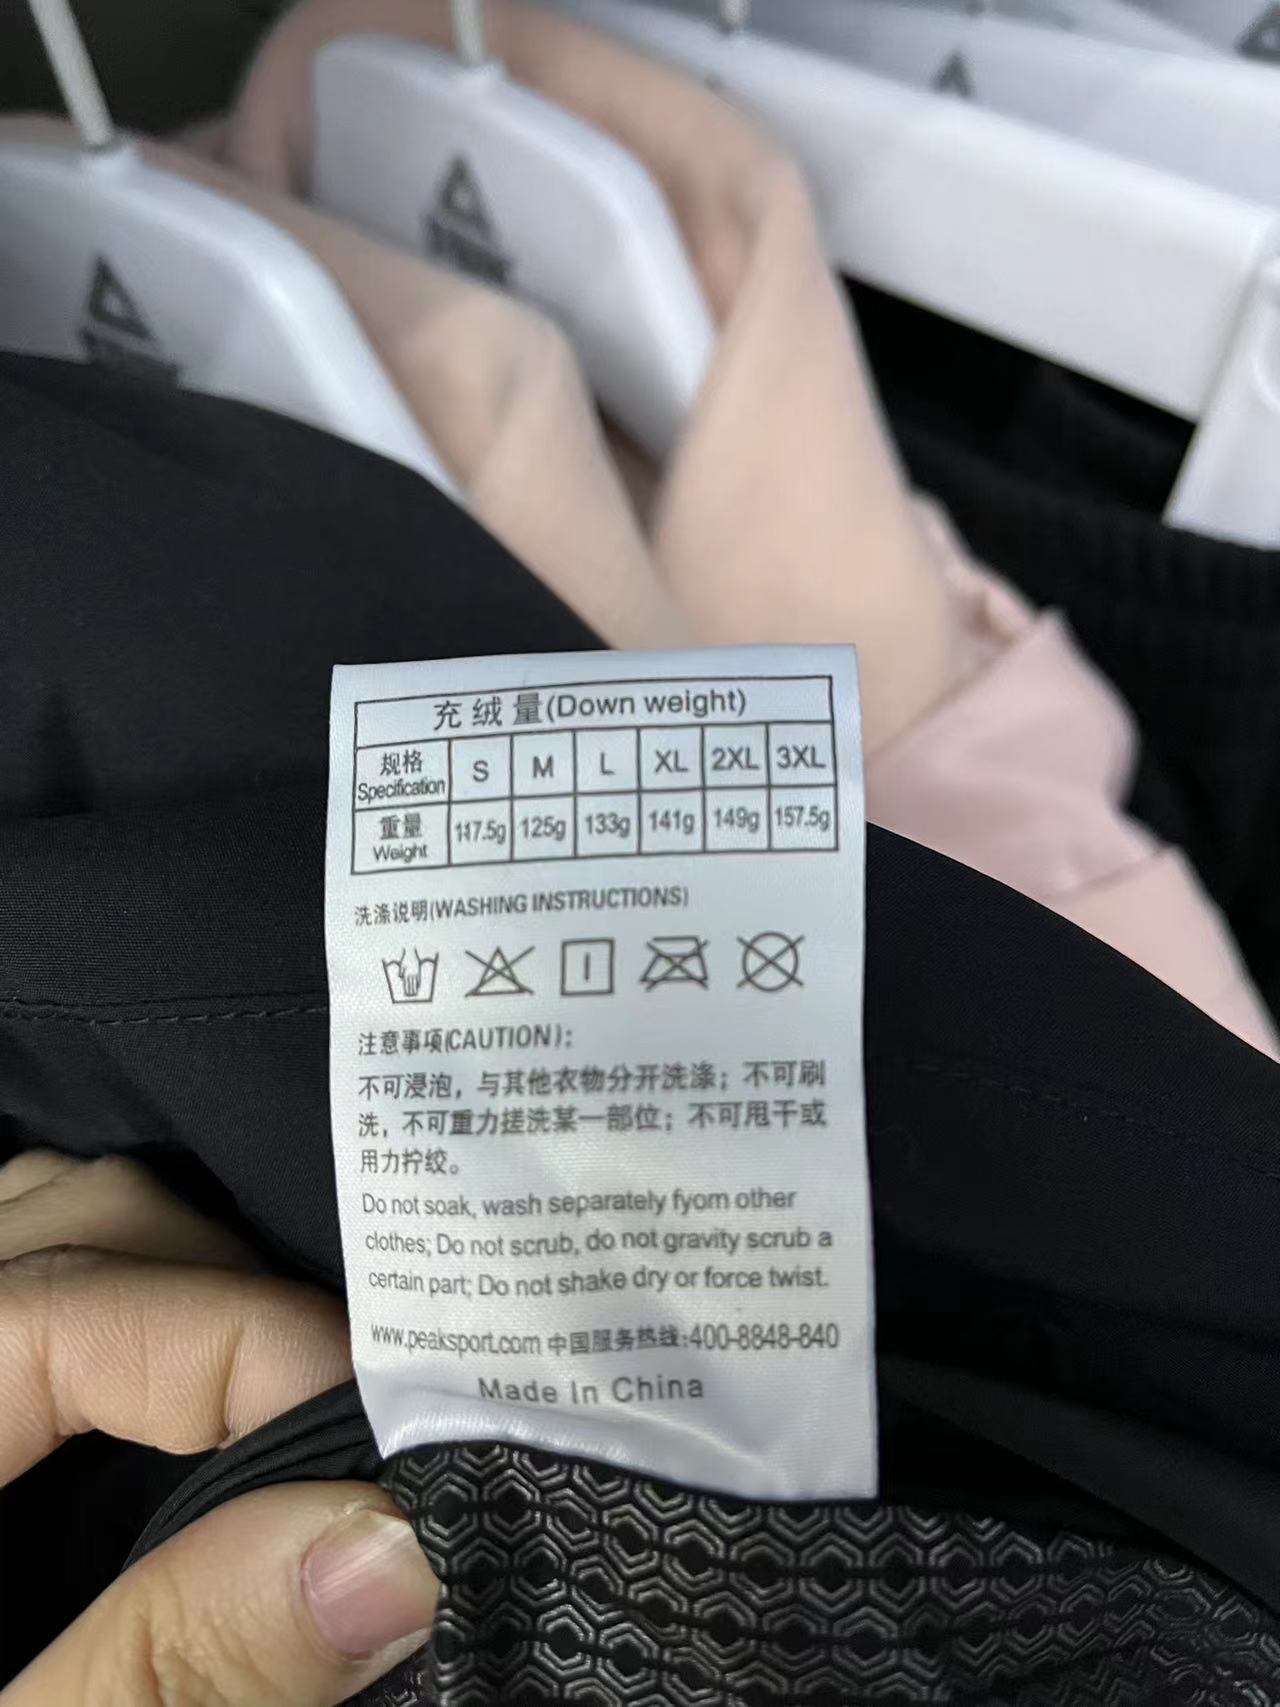 充 绒 量(Down weight)
规格 Specification S M L XL 2XL 3XL
重量 Weight 117.5g 125g 133g 141g 149g 157.5g
洗涤说明(WASHING INSTRUCTIONS)
注意事项(CAUTION):
不可浸泡，与其他衣物分开洗涤；不可刷
洗，不可重力搓洗某一部位；不可甩干或
用力拧绞。
Do not soak, wash separately fyom other
clothes; Do not scrub, do not gravity scrub a
certain part; Do not shake dry or force twist.
www.peaksport.com 中国服务热线:400-8848-840
Made In China